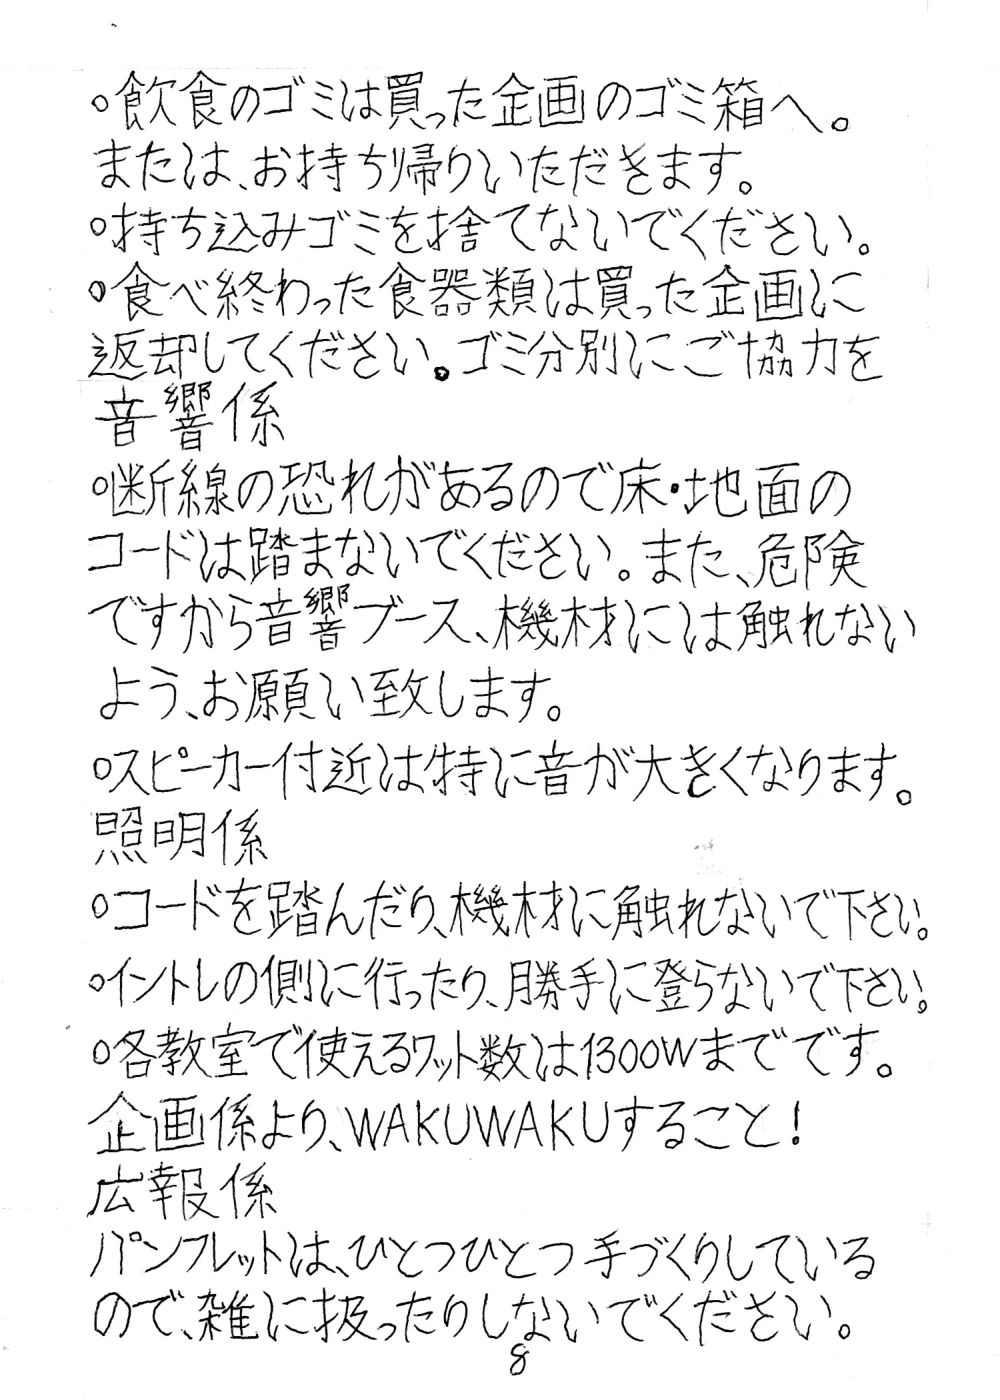 ○飲食のゴミは買った企画のゴミ箱へ。
または、お持ち帰りいただきます。
○持ち込みゴミを捨てないでください。
○食べ終わった食器類は買った企画に
返却してください。ゴミ分別にご協力を
音響係
○断線の恐れがあるので床・地面の
コードは踏まないでください。また、危険
ですから音響ブース、機材には触れない
よう、お願い致します。
○スピーカー付近は特に音が大きくなります。
照明係
○コードを踏んだり、機材に触れないで下さい。
○イントレの側に行ったり、勝手に登らないで下さい。
○各教室で使えるワット数は1300Wまでです。
企画係より、WAKUWAKUすること!
広報係
パンフレットは、ひとつひとつ手づくりしている
ので、雑に扱ったりしないでください。
8